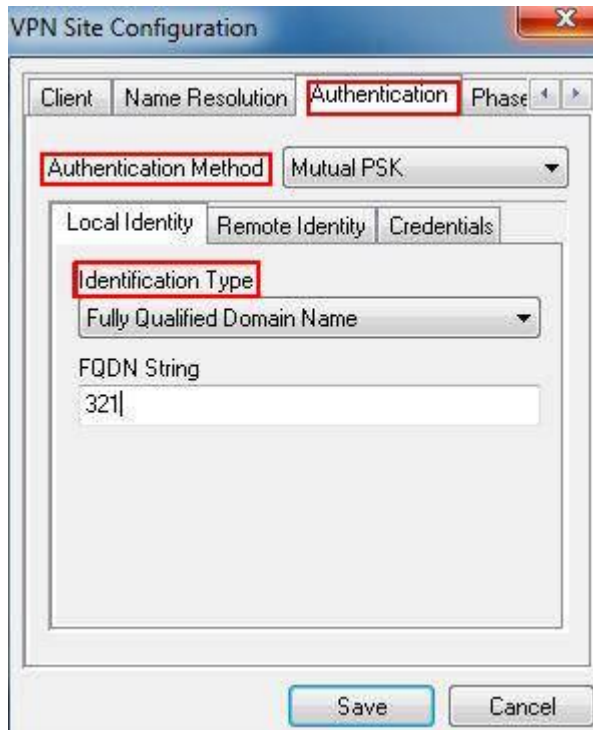 VPN Site Configuration
Client Name Resolution Authentication Phase
Authentication Method Mutual PSK
Local Identity Remote Identity Credentials
Identification Type
Fully Qualified Domain Name
FQDN String
321
Save Cancel